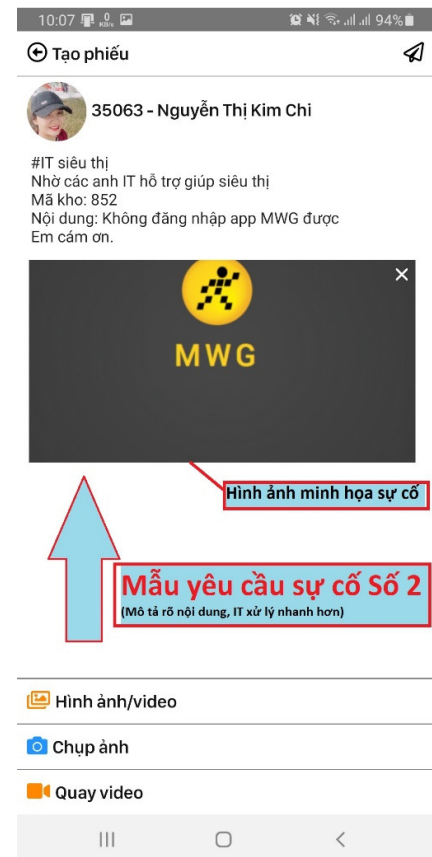 10:07 0 KB/s 94%
Tạo phiếu
35063 - Nguyễn Thị Kim Chi
#IT siêu thị
Nhờ các anh IT hỗ trợ giúp siêu thị
Mã kho: 852
Nội dung: Không đăng nhập app MWG được
Em cám ơn.
MWG
Hình ảnh minh họa sự cố
Mẫu yêu cầu sự cố Số 2
(Mô tả rõ nội dung, IT xử lý nhanh hơn)
Hình ảnh/video
Chụp ảnh
Quay video